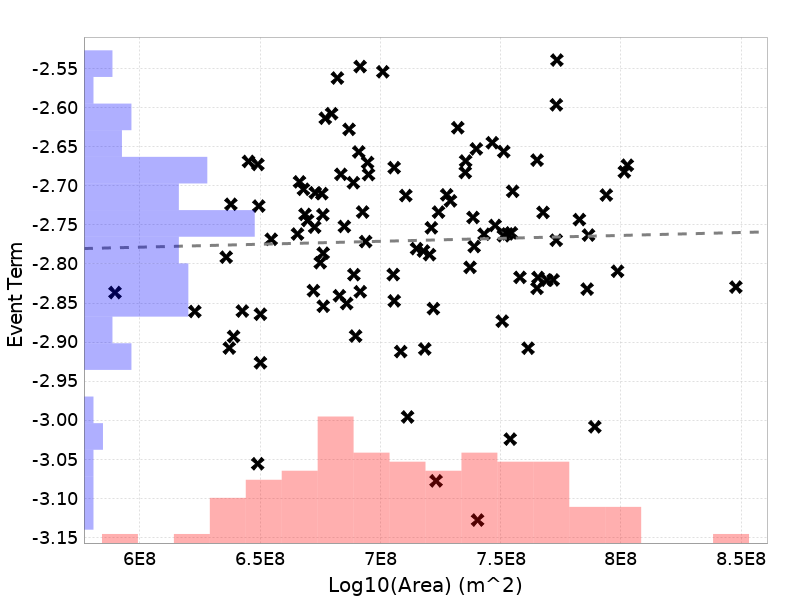 -2.55
-2.60
-2.65
-2.70
-2.75
-2.80
-2.85
-2.90
-2.95
-3.00
-3.05
-3.10
-3.15
Event Term
6E8
6.5E8
7E8
7.5E8
8E8
8.5E8
Log10(Area) (m^2)